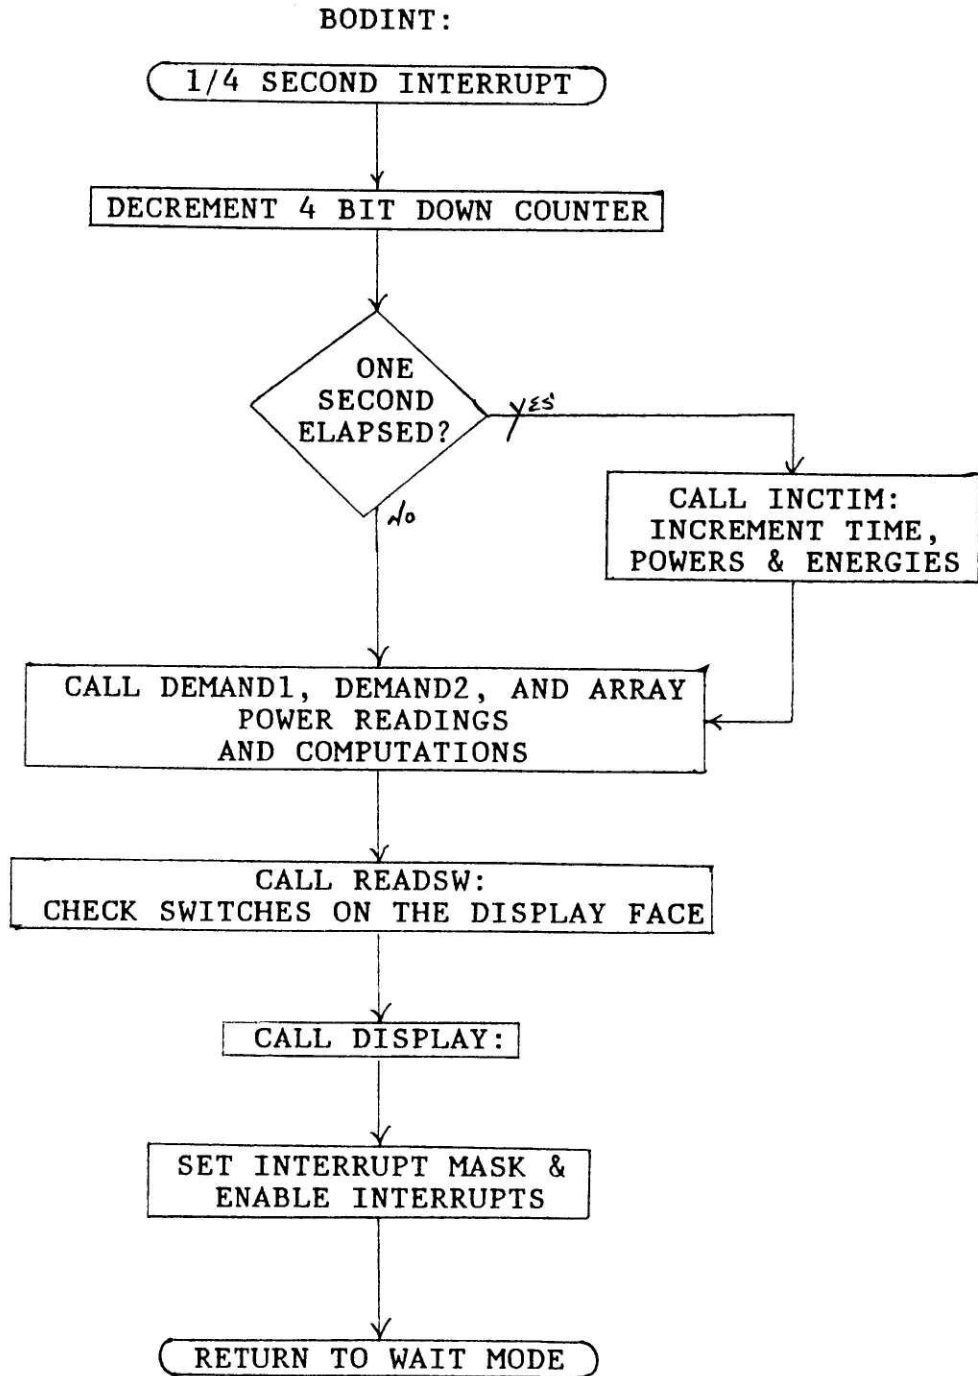 BODINT:
1/4 SECOND INTERRUPT
DECREMENT 4 BIT DOWN COUNTER
ONE
SECOND
ELAPSED?
YES
NO
CALL INCTIM:
INCREMENT TIME,
POWERS & ENERGIES
CALL DEMAND1, DEMAND2, AND ARRAY
POWER READINGS
AND COMPUTATIONS
CALL READSW:
CHECK SWITCHES ON THE DISPLAY FACE
CALL DISPLAY:
SET INTERRUPT MASK &
ENABLE INTERRUPTS
RETURN TO WAIT MODE